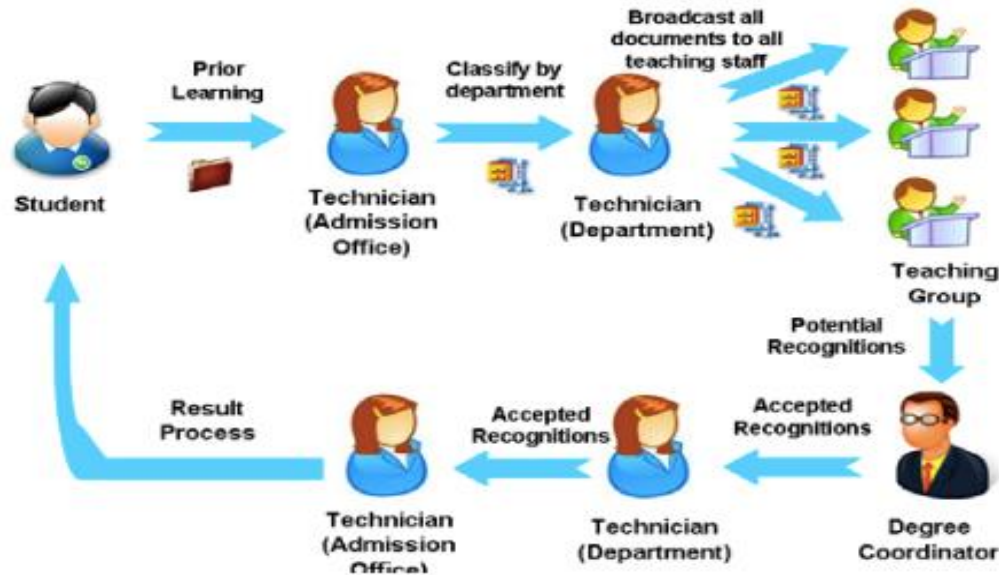 Broadcast all
documents to all
teaching staff
Prior
Learning
Classify by
department
Student
Technician
(Admission
Office)
Technician
(Department)
Teaching
Group
Potential
Recognitions
Result
Process
Accepted
Recognitions
Accepted
Recognitions
Technician
(Admission
Office)
Technician
(Department)
Degree
Coordinator